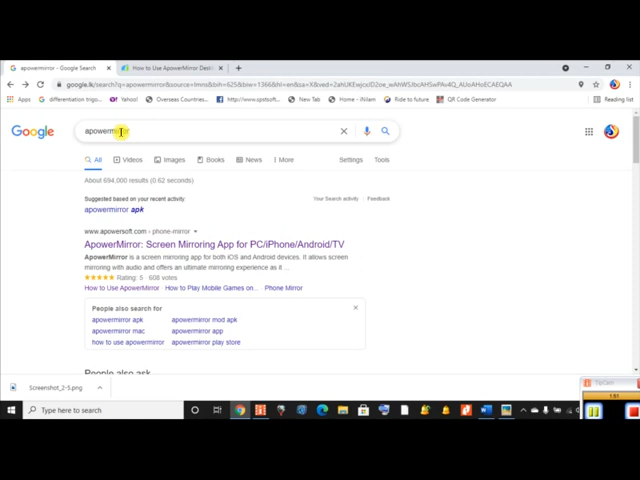 apowermirror - Google Search
How to Use ApowerMirror Desk
google.lk/search?q=apowermirror&source=lmns&bih=625&biw=1366&hl=en&sa=X&ved=2ahUKEwjcsL2oe_wAhWSJbcAHSwPAv4Q_AUoAHoECAEQAA
Apps
differential trigo...
Yahoo!
Overseas Countries...
http://www.spstsoft...
New Tab
Home - iNilam
Ride to future
QR Code Generator
Reading list
Google
apowermirror
All
Videos
Images
Books
News
More
Settings
Tools
About 694,000 results (0.62 seconds)
Suggested based on your recent activity
Your Search activity
Feedback
apowermirror apk
www.apowersoft.com › phone-mirror
ApowerMirror: Screen Mirroring App for PC/iPhone/Android/TV
ApowerMirror is a screen mirroring app for both iOS and Android devices. It allows screen
mirroring with audio and offers an ultimate mirroring experience as it ...
Rating: 5 · 608 votes
How to Use ApowerMirror · How to Play Mobile Games on... · Phone Mirror
People also search for
apowermirror apk
apowermirror mod apk
apowermirror mac
apowermirror app
how to use apowermirror
apowermirror play store
People also ask
Screenshot_2-5.png
TipCam
1:51
Type here to search